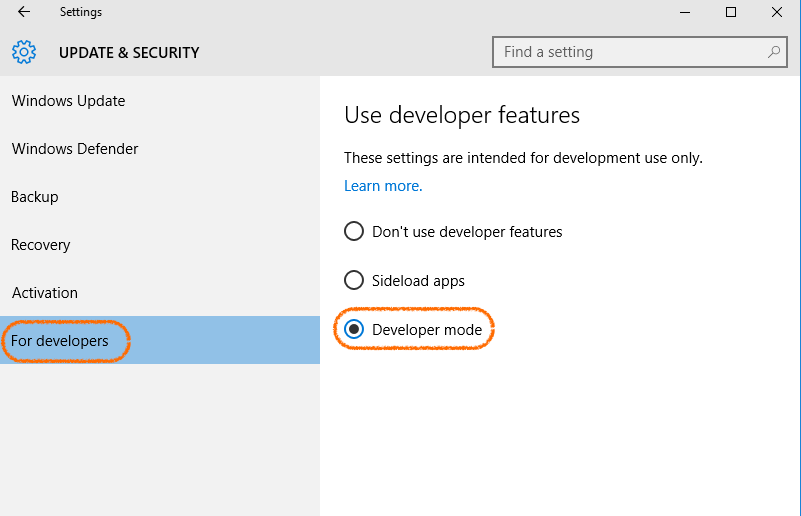 Settings
UPDATE & SECURITY
Find a setting
Windows Update
Windows Defender
Backup
Recovery
Activation
For developers
Use developer features
These settings are intended for development use only.
Learn more.
Don't use developer features
Sideload apps
Developer mode